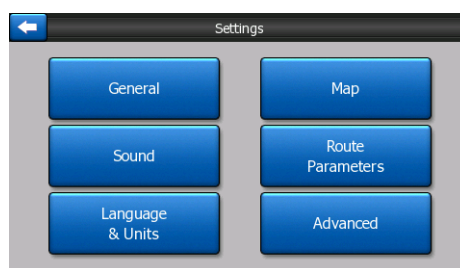 Settings
General
Map
Sound
Route
Parameters
Language
& Units
Advanced